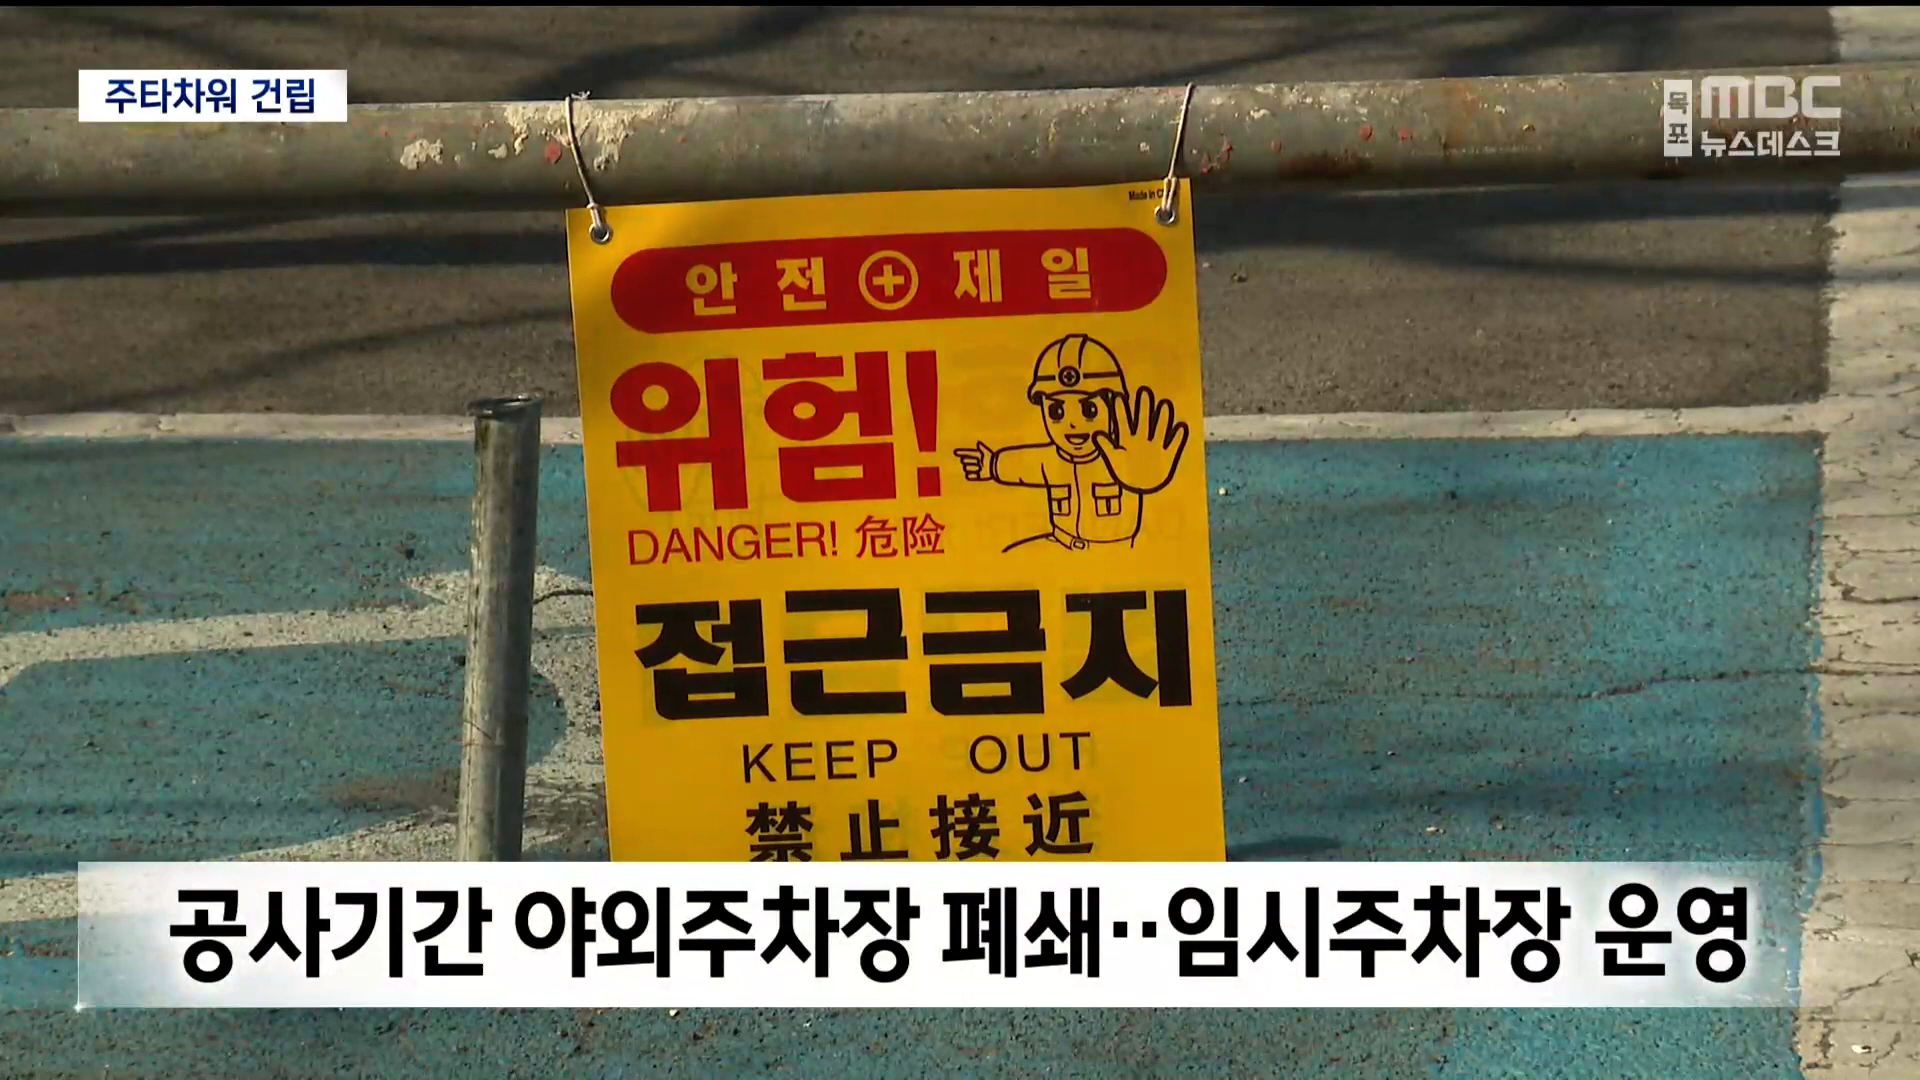 주타차워 건립
목포 MBC
뉴스데스크
Made in C
안전 제일
위험!
DANGER! 危险
접근금지
KEEP OUT
禁止接近
공사기간 야외주차장 폐쇄··임시주차장 운영